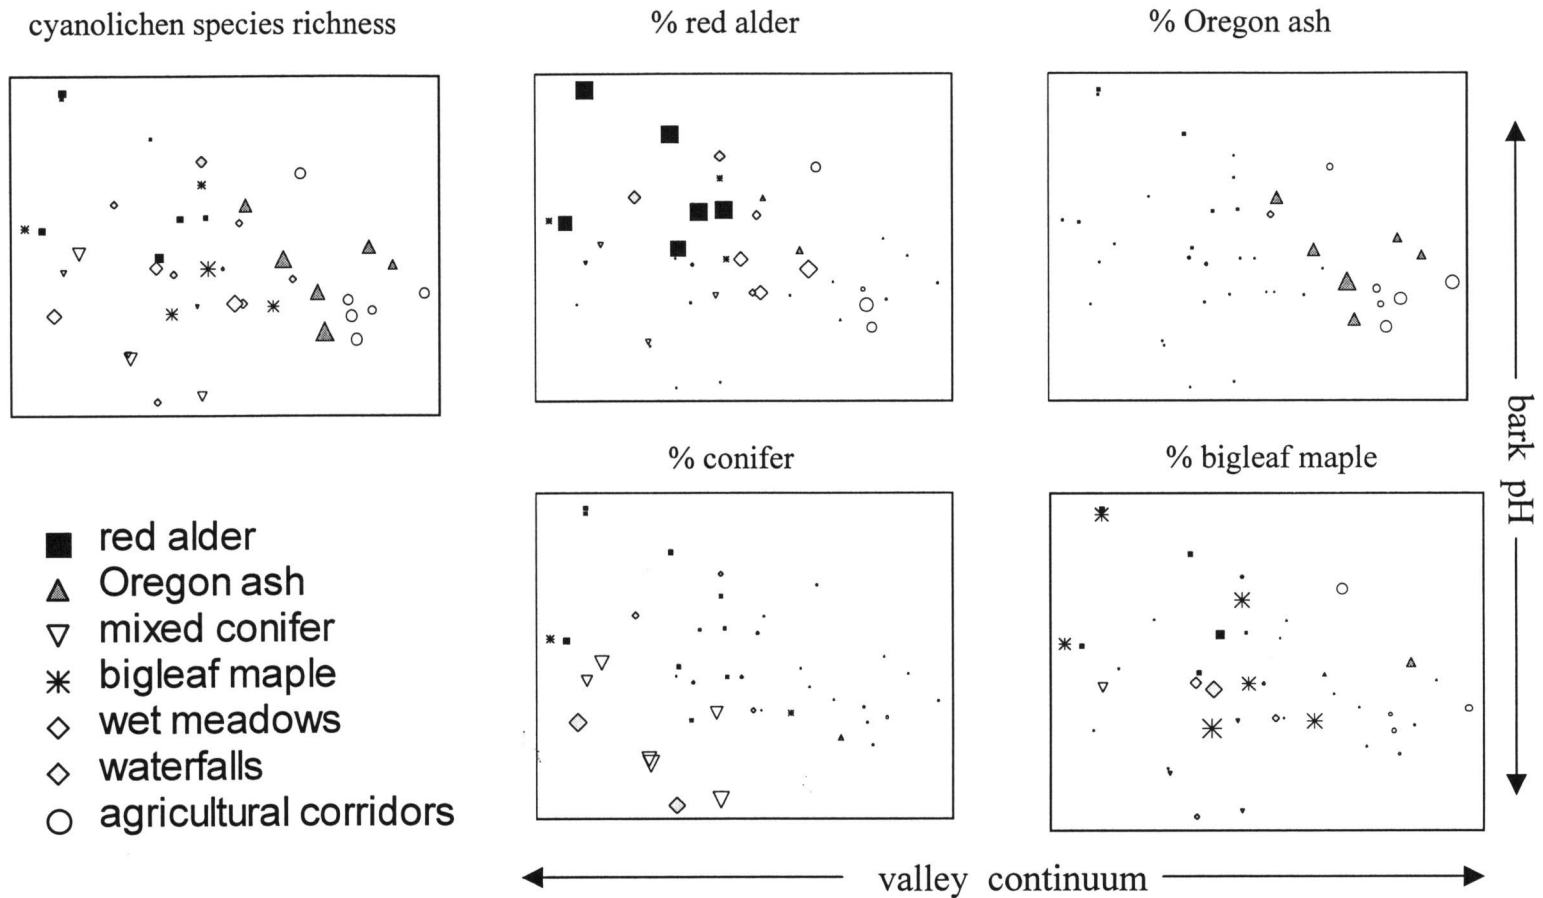 cyanolichen species richness
% red alder
% Oregon ash
% conifer
% bigleaf maple
red alder
Oregon ash
mixed conifer
bigleaf maple
wet meadows
waterfalls
agricultural corridors
bark pH
valley continuum